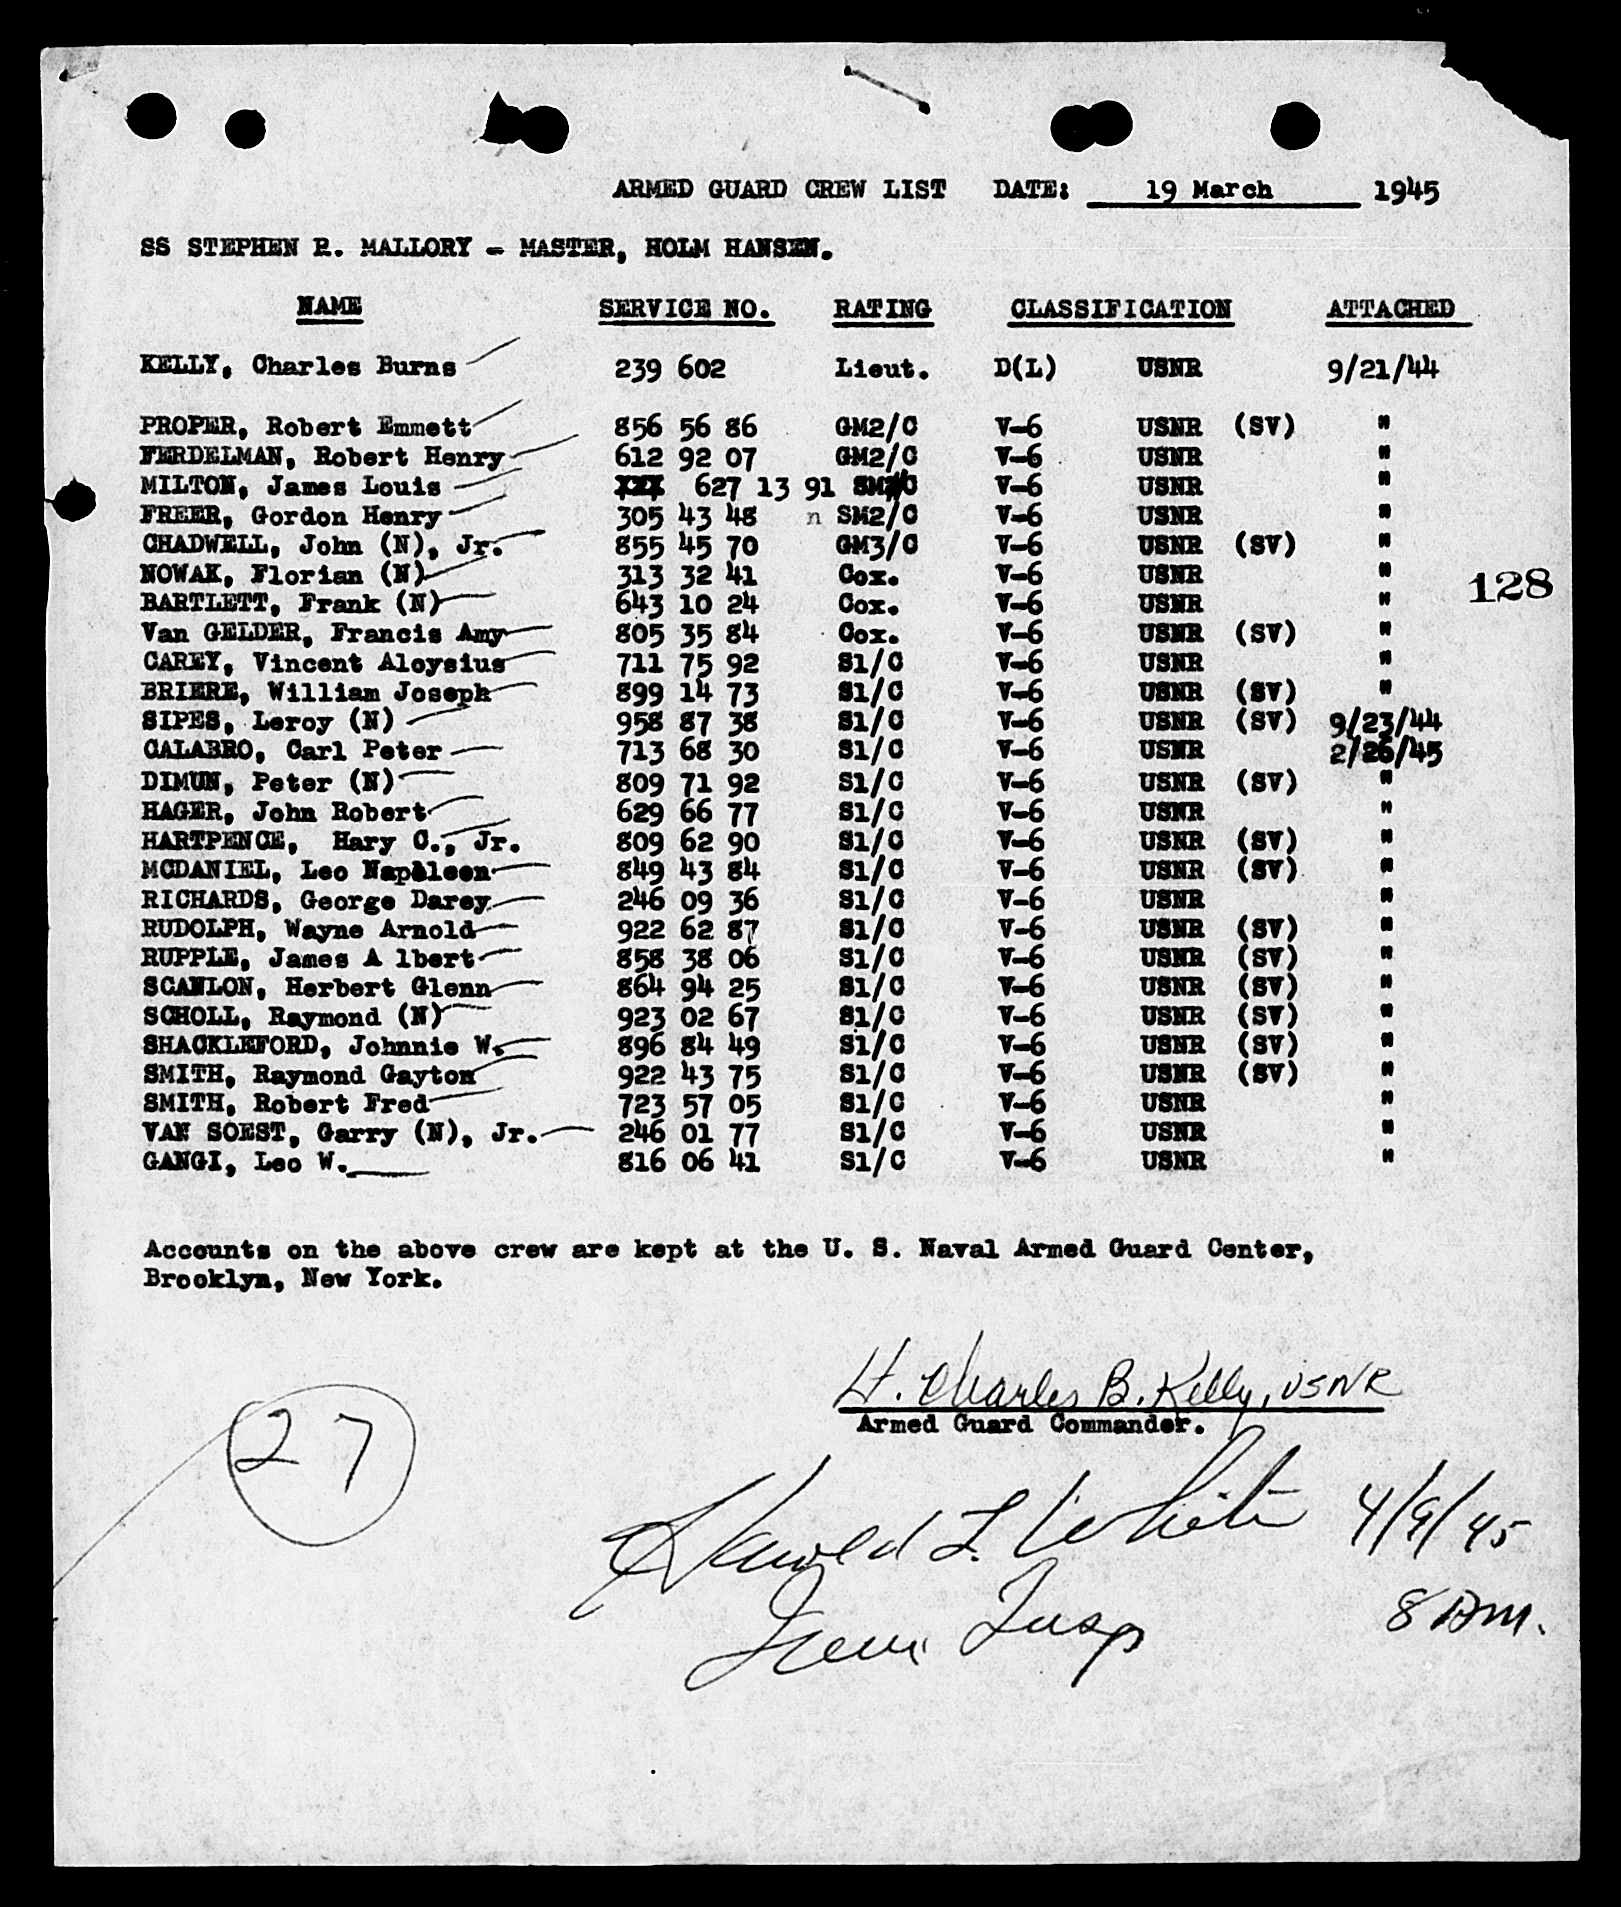 ARMED GUARD CREW LIST DATE: 19 March 1945
SS STEPHEN R. MALLORY - MASTER, HOLM HANSEN.
NAME SERVICE NO. RATING CLASSIFICATION ATTACHED
KELLY, Charles Burns 239 602 Lieut. D(L) USNR 9/21/44
PROPER, Robert Emmett 856 56 86 GM2/C V-6 USNR (SV) "
FERDELMAN, Robert Henry 612 92 07 GM2/C V-6 USNR "
MILTON, James Louis 627 13 91 V-6 USNR "
FREER, Gordon Henry 305 43 48 n SM2/C V-6 USNR "
CHADWELL, John (N), Jr. 855 45 70 GM3/C V-6 USNR (SV) "
NOWAK, Florian (N) 313 32 41 Cox. V-6 USNR "
128
BARTLETT, Frank (N) 643 10 24 Cox. V-6 USNR "
Van GELDER, Francis Amy 805 35 84 Cox. V-6 USNR (SV) "
CAREY, Vincent Aloysius 711 75 92 S1/C V-6 USNR "
BRIERE, William Joseph 899 14 73 S1/C V-6 USNR (SV) "
SIPES, Leroy (N) 958 87 38 S1/C V-6 USNR (SV) 9/23/44
CALABRO, Carl Peter 713 68 30 S1/C V-6 USNR 2/26/45
DIMUN, Peter (N) 809 71 92 S1/C V-6 USNR (SV) "
HAGER, John Robert 629 66 77 S1/C V-6 USNR "
HARTPENCE, Hary C., Jr. 809 62 90 S1/C V-6 USNR (SV) "
MCDANIEL, Leo Napoleon 849 43 84 S1/C V-6 USNR (SV) "
RICHARDS, George Darey 246 09 36 S1/C V-6 USNR "
RUDOLPH, Wayne Arnold 922 62 87 S1/C V-6 USNR (SV) "
RUPPLE, James A lbert 858 38 06 S1/C V-6 USNR (SV) "
SCANLON, Herbert Glenn 864 94 25 S1/C V-6 USNR (SV) "
SCHOLL, Raymond (N) 923 02 67 S1/C V-6 USNR (SV) "
SHACKLEFORD, Johnnie W. 896 84 49 S1/C V-6 USNR (SV) "
SMITH, Raymond Gayton 922 43 75 S1/C V-6 USNR (SV) "
SMITH, Robert Fred 723 57 05 S1/C V-6 USNR "
VAN SOEST, Garry (N), Jr. 246 01 77 S1/C V-6 USNR "
GANGI, Leo W. 816 06 41 S1/C V-6 USNR "
Accounts on the above crew are kept at the U. S. Naval Armed Guard Center,
Brooklyn, New York.
Lt. Charles B. Kelly, USNR
Armed Guard Commander.
27
Harold L. White 4/9/45
Insp 8 AM.